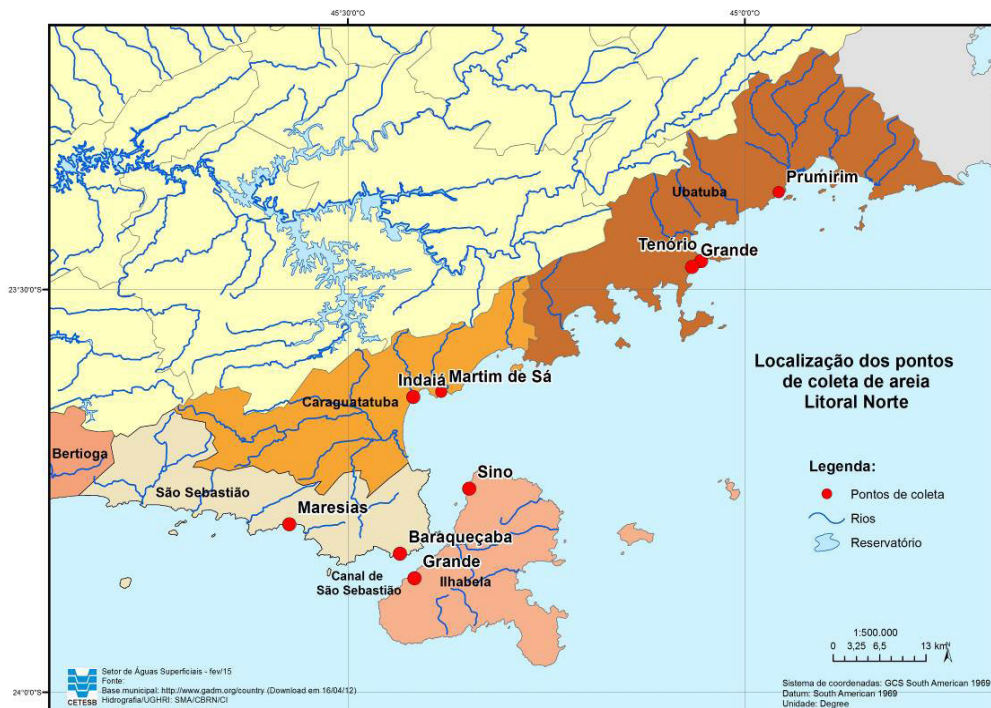 45°30'0"O
45°0'0"O
Prumirim
Ubatuba
Tenório
Grande
23°30'0"S
Localização dos pontos
de coleta de areia
Litoral Norte
Indaiá
Martim de Sá
Caraguatatuba
Bertioga
Legenda:
Sino
São Sebastião
Pontos de coleta
Maresias
Rios
Baraqueçaba
Reservatório
Grande
Canal de
São Sebastião
Ilhabela
1:500.000
0 3,25 6,5 13 km
Setor de Águas Superficiais - fev/15
Fonte:
Base municipal: http://www.gadm.org/country (Download em 16/04/12)
Hidrografia/UGHRI: SMA/CBRN/CI
CETESB
Sistema de coordenadas: GCS South American 1969
Datum: South American 1969
Unidade: Degree
24°0'0"S